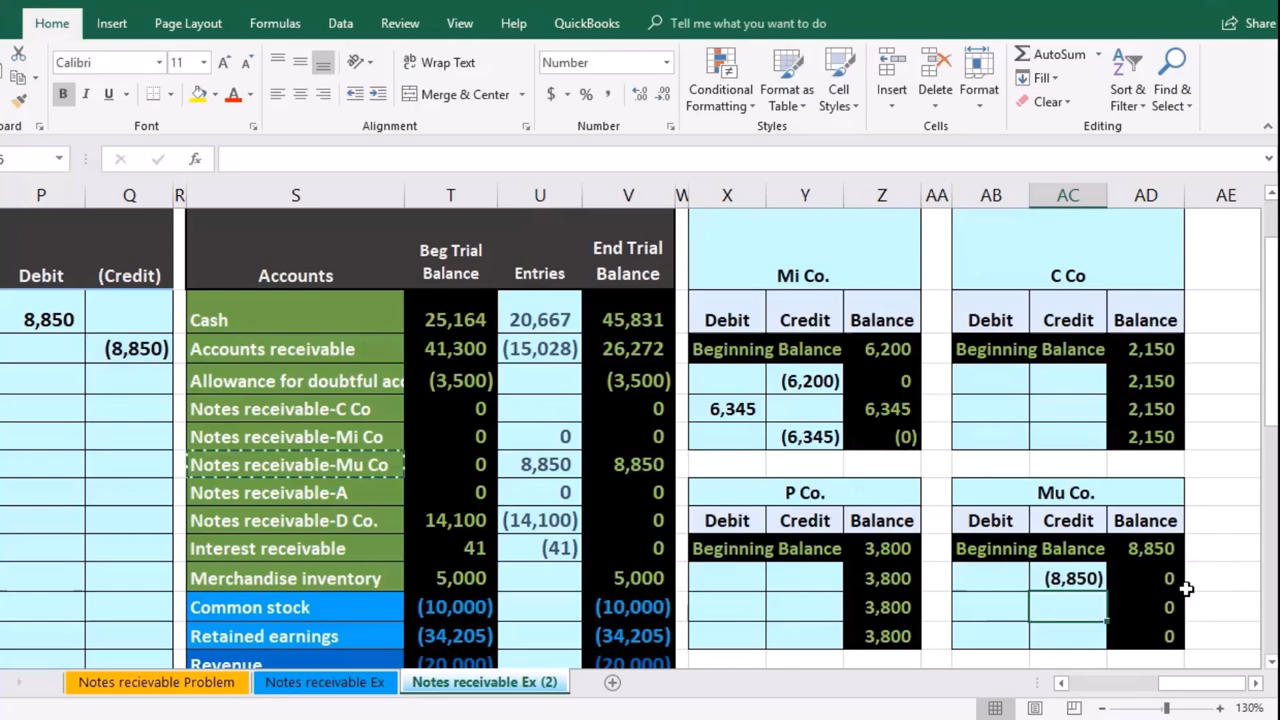 Home Insert Page Layout Formulas Data Review View Help QuickBooks Tell me what you want to do Share
Calibri 11 A A Wrap Text Number AutoSum
B I U A Merge & Center $ % , Conditional Formatting Format as Table Cell Styles Insert Delete Format Fill Sort & Filter Find & Select
Clear
Font Alignment Number Styles Cells Editing
fx
P Q R S T U V W X Y Z AA AB AC AD AE
Debit (Credit) Accounts Beg Trial Balance Entries End Trial Balance Mi Co. C Co
8,850 Cash 25,164 20,667 45,831 Debit Credit Balance Debit Credit Balance
(8,850) Accounts receivable 41,300 (15,028) 26,272 Beginning Balance 6,200 Beginning Balance 2,150
Allowance for doubtful acc (3,500) (3,500) (6,200) 0 2,150
Notes receivable-C Co 0 0 6,345 6,345 2,150
Notes receivable-Mi Co 0 0 0 (6,345) (0) 2,150
Notes receivable-Mu Co 0 8,850 8,850
Notes receivable-A 0 0 0 P Co. Mu Co.
Notes receivable-D Co. 14,100 (14,100) 0 Debit Credit Balance Debit Credit Balance
Interest receivable 41 (41) 0 Beginning Balance 3,800 Beginning Balance 8,850
Merchandise inventory 5,000 5,000 3,800 (8,850) 0
Common stock (10,000) (10,000) 3,800 0
Retained earnings (34,205) (34,205) 3,800 0
Revenue (20,000) (20,000)
Notes recievable Problem Notes receivable Ex Notes receivable Ex (2)
130%